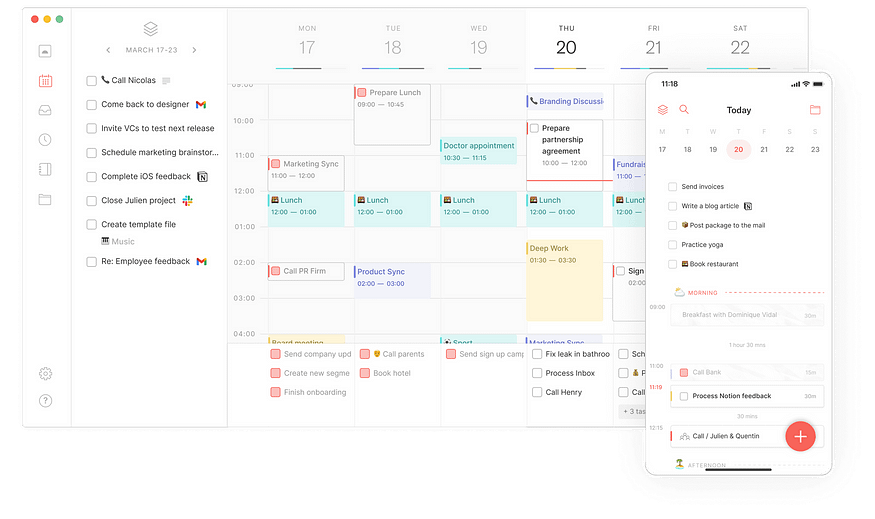 MARCH 17-23
📞 Call Nicolas
Come back to designer
Invite VCs to test next release
Schedule marketing brainstor...
Complete iOS feedback
Close Julien project
Create template file
🎹 Music
Re: Employee feedback
?
MON
17
TUE
18
WED
19
THU
20
FRI
21
SAT
22
09:00
10:00
11:00
12:00
01:00
02:00
03:00
04:00
Marketing Sync
11:00 — 12:00
🍱 Lunch
12:00 — 01:00
Call PR Firm
Board meeting
Prepare Lunch
09:00 — 10:45
🍱 Lunch
12:00 — 01:00
Product Sync
02:00 — 03:00
Doctor appointment
10:30 — 11:15
🍱 Lunch
12:00 — 01:00
Sport
📞 Branding Discussi
Prepare
partnership
agreement
10:00 — 12:00
🍱 Lunch
12:00 — 01:00
Deep Work
01:30 — 03:30
Marketing Sync
Fundrais
11:00 —
🍱 Lunch
12:00 —
Sign
02:00
Send company upd
Create new segme
Finish onboarding
Call parents
Book hotel
Send sign up camp
Fix leak in bathroo
Process Inbox
Call Henry
Sch
P
+ 3 tas
11:18
Today
M T W T F S S
17 18 19 20 21 22 23
Send invoices
Write a blog article
📦 Post package to the mail
Practice yoga
🍱 Book restaurant
MORNING
09:00
Breakfast with Dominique Vidal 30m
1 hour 30 mns
11:00
Call Bank 15m
11:19
Process Notion feedback 30m
30 mins
12:15
Call / Julien & Quentin
AFTERNOON